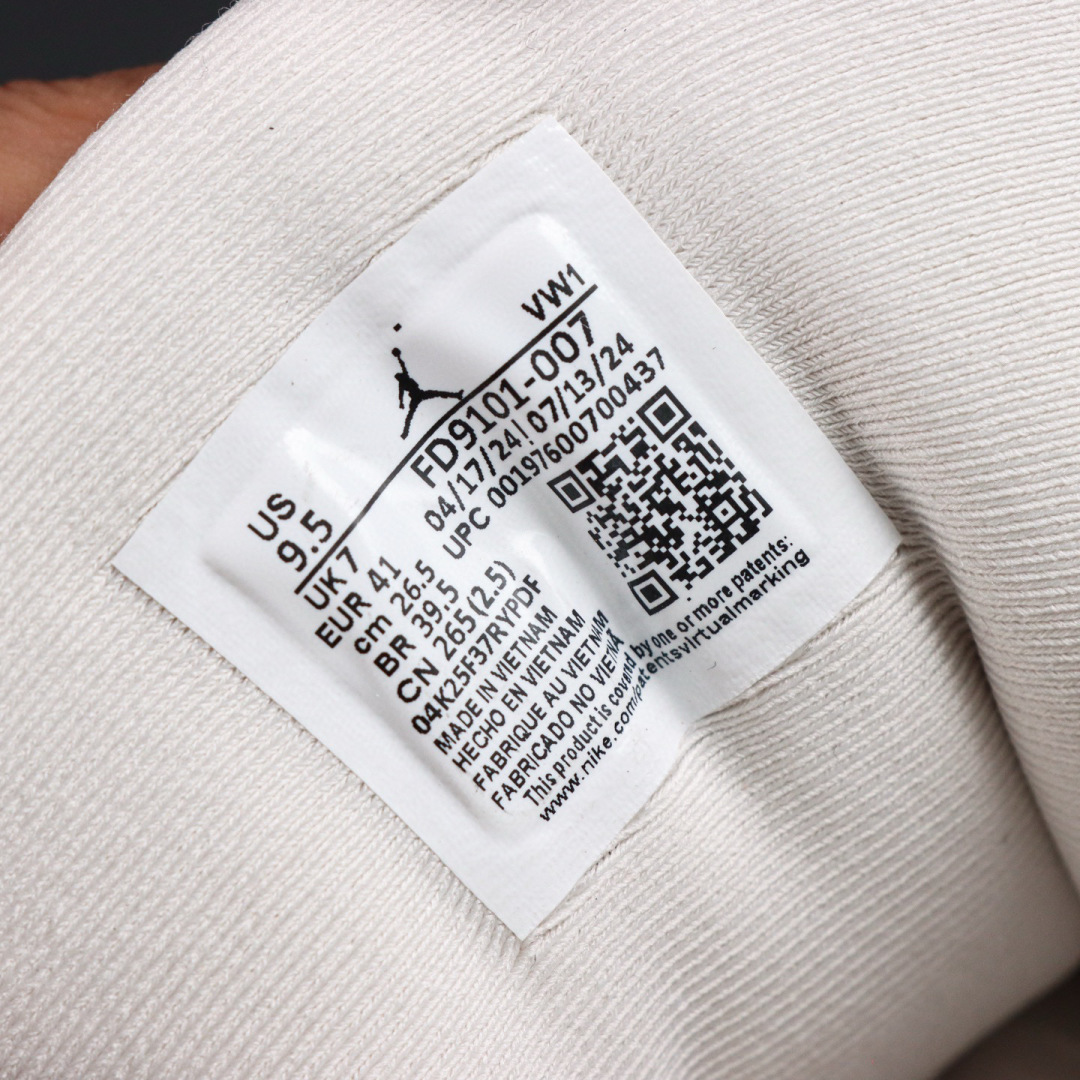 VW1
US
9.5
FD9101-007
04/17/24 07/13/24
UPC 00197600700437
UK 7
EUR 41
cm 26.5
BR 39.5
CN 265(2.5)
04K25F37RYPDF
MADE IN VIETNAM
HECHO EN VIETNAM
FABRIQUE AU VIETNAM
FABRICADO NO VIETNÃ
This product is covered by one or more patents:
www.nike.com/patentsvirtualmarking